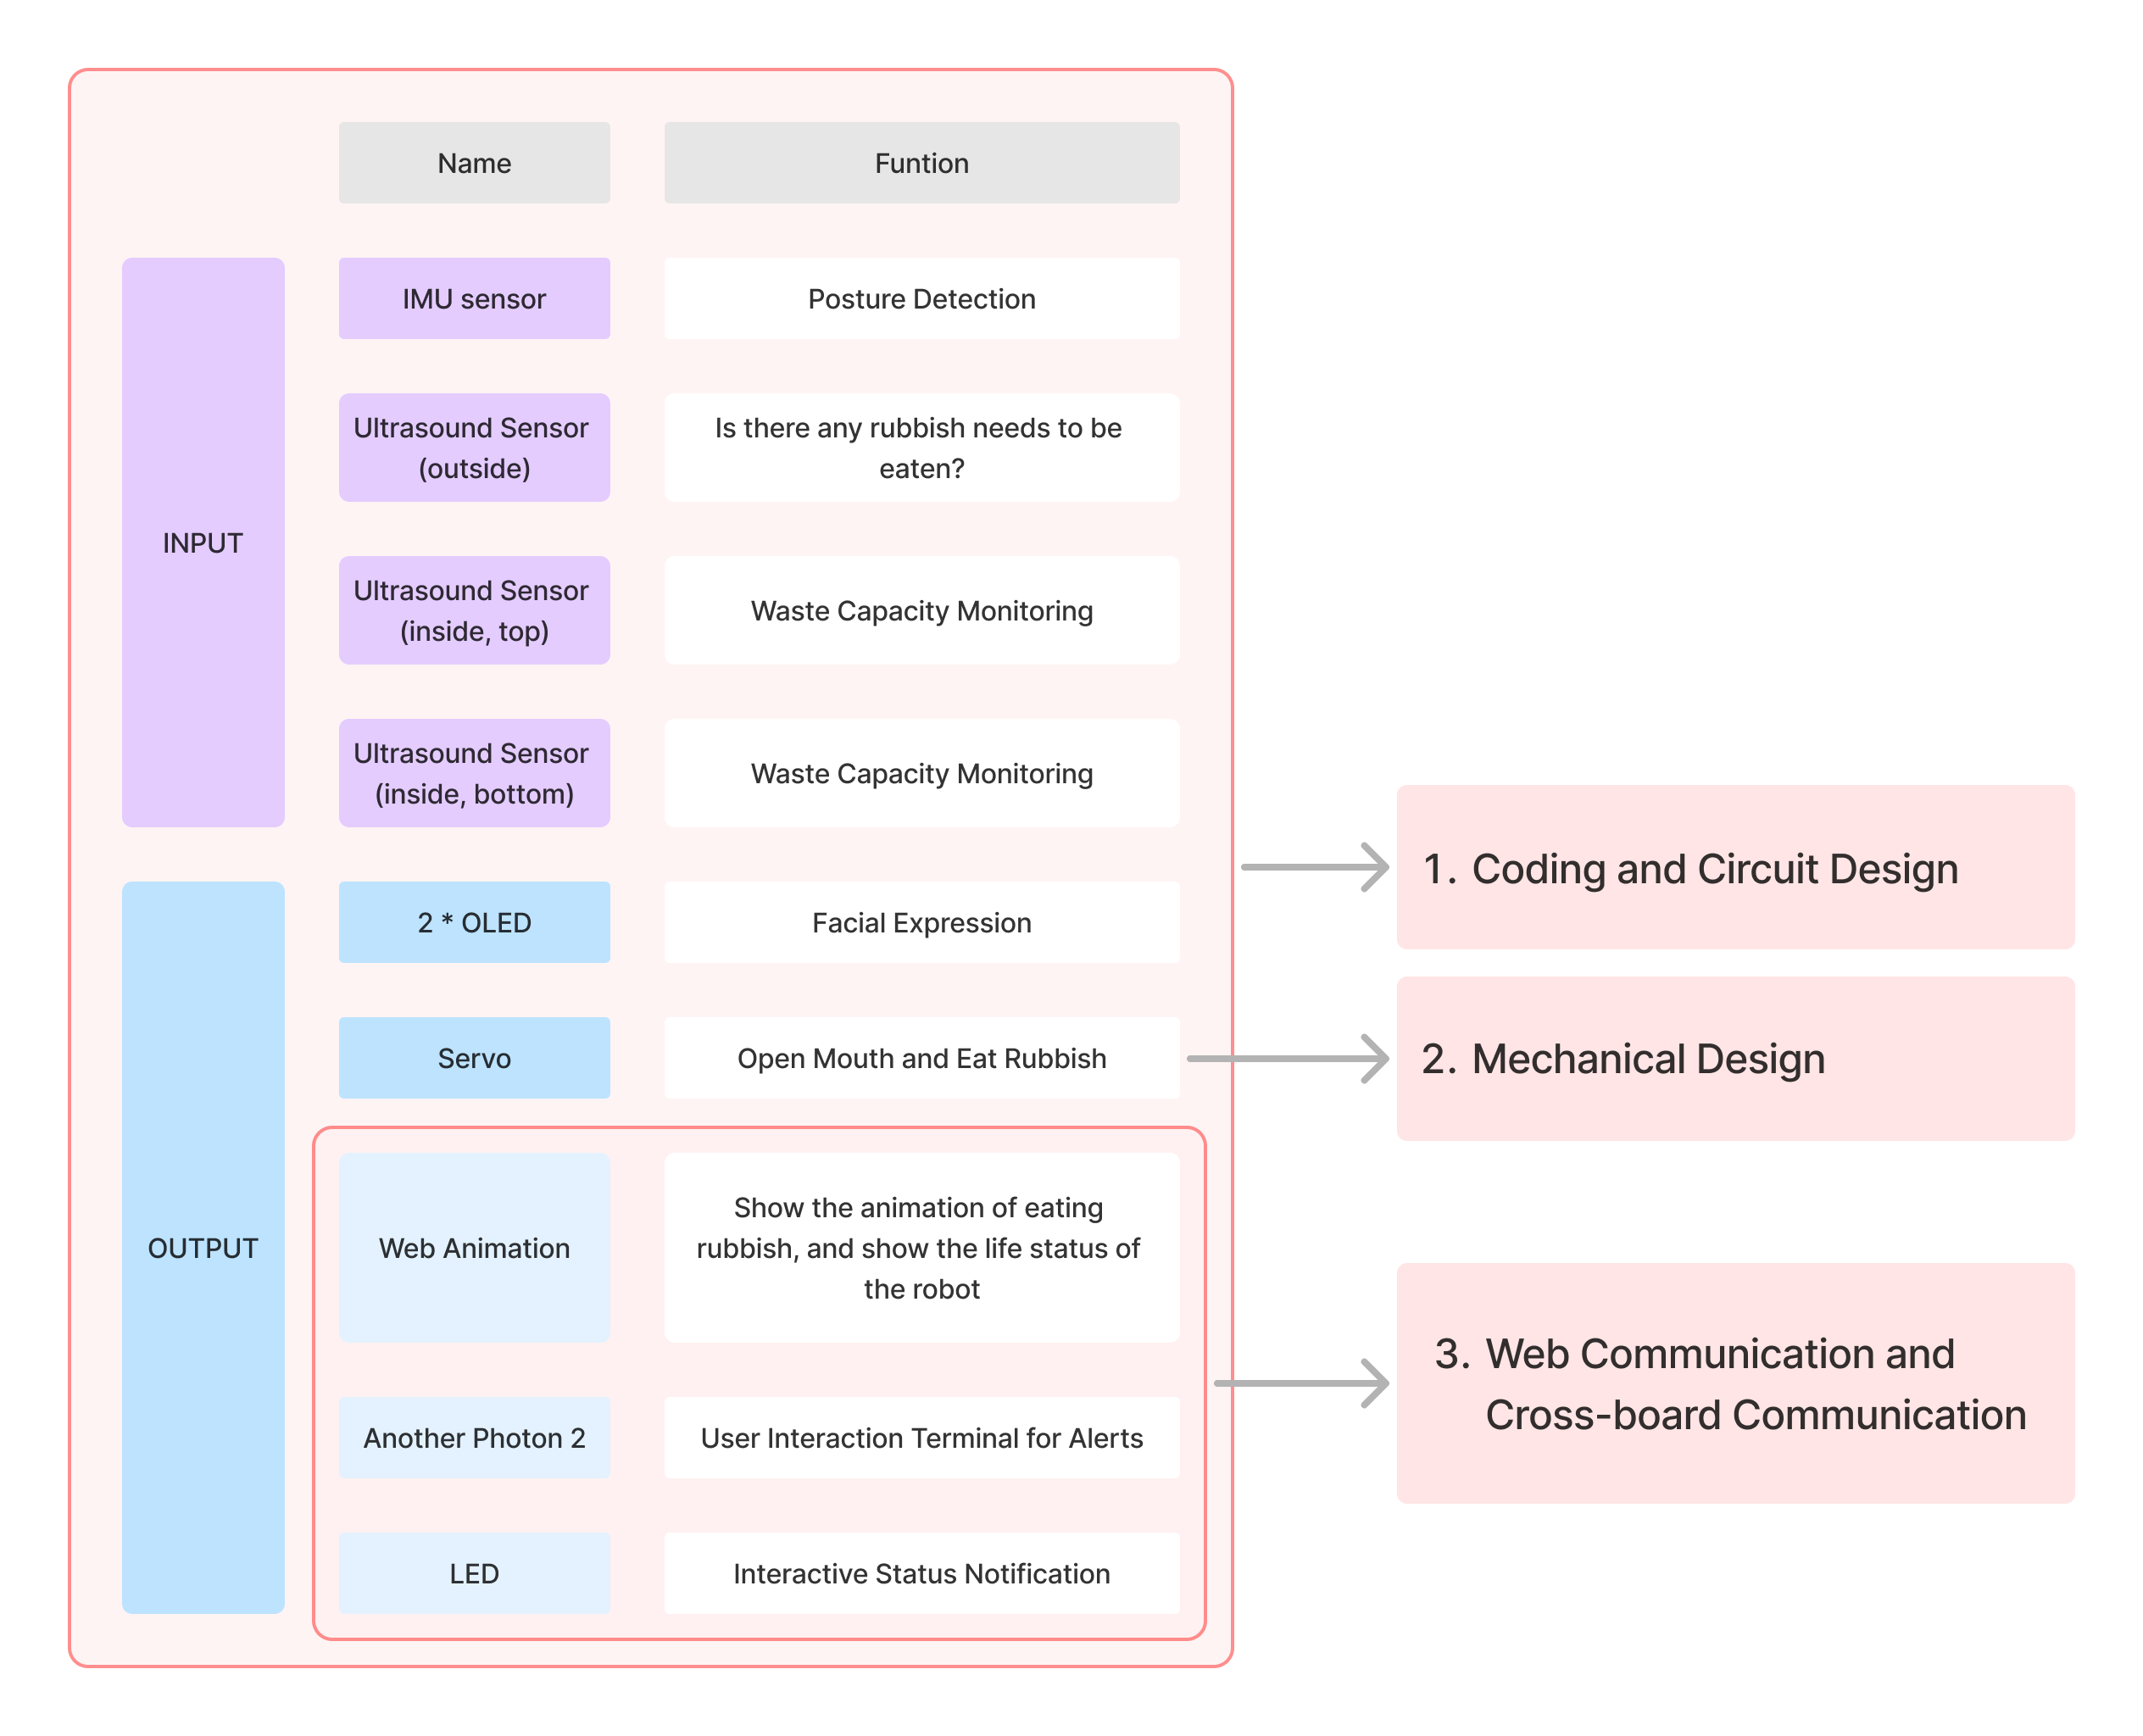 Name
Funtion
INPUT
IMU sensor
Posture Detection
Ultrasound Sensor
(outside)
Is there any rubbish needs to be
eaten?
Ultrasound Sensor
(inside, top)
Waste Capacity Monitoring
Ultrasound Sensor
(inside, bottom)
Waste Capacity Monitoring
OUTPUT
2 * OLED
Facial Expression
Servo
Open Mouth and Eat Rubbish
Web Animation
Show the animation of eating
rubbish, and show the life status of
the robot
Another Photon 2
User Interaction Terminal for Alerts
LED
Interactive Status Notification
1. Coding and Circuit Design
2. Mechanical Design
3. Web Communication and
Cross-board Communication